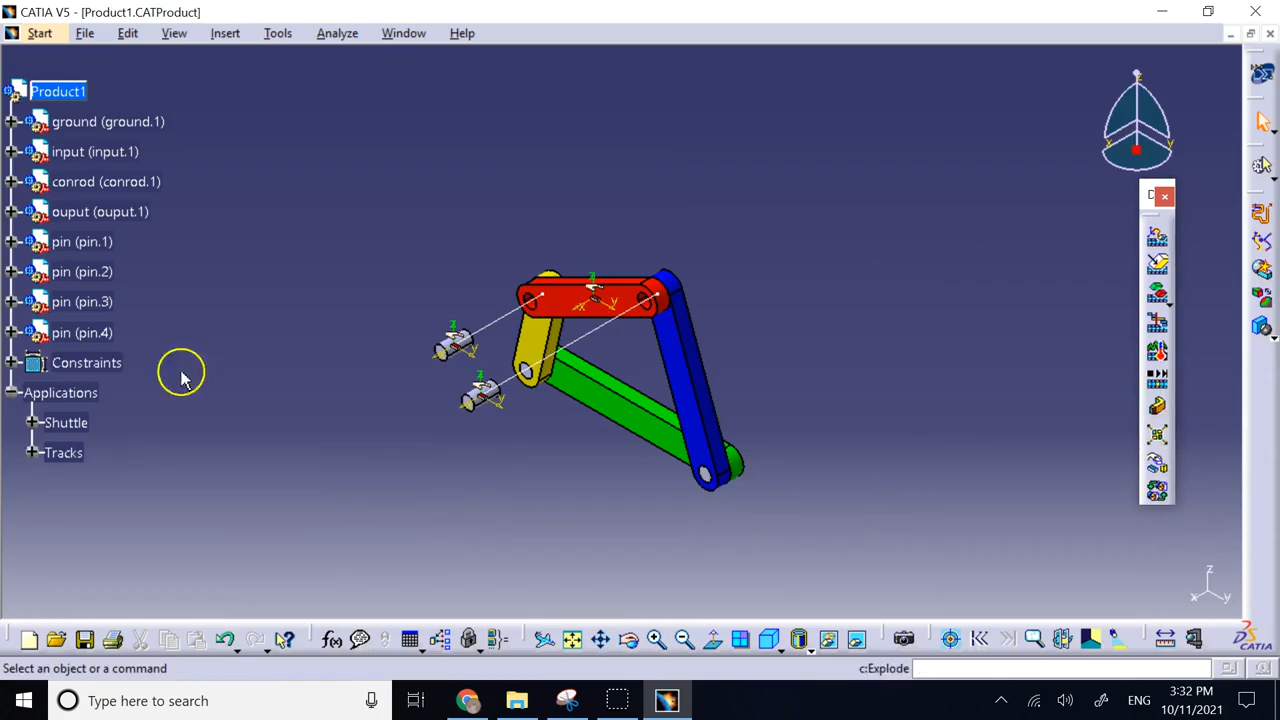 CATIA V5 - [Product1.CATProduct]
Start File Edit View Insert Tools Analyze Window Help
Product1
ground (ground.1)
input (input.1)
conrod (conrod.1)
ouput (ouput.1)
pin (pin.1)
pin (pin.2)
pin (pin.3)
pin (pin.4)
Constraints
Applications
Shuttle
Tracks
z
x y
D
z
x y
z
y
z
y
z
x y
f(x)
CATIA
Select an object or a command
c:Explode
Type here to search
ENG
3:32 PM
10/11/2021